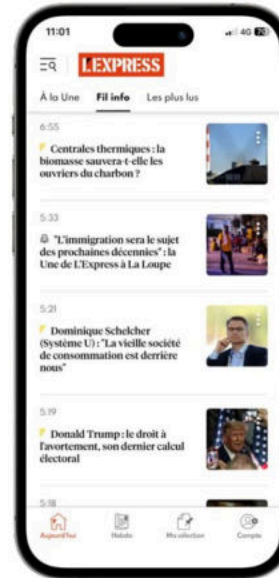 11:01
4G
L'EXPRESS
À la Une Fil info Les plus lus
6:55
Centrales thermiques : la
biomasse sauvera-t-elle les
ouvriers du charbon ?
5:33
"L'immigration sera le sujet
des prochaines décennies" : la
Une de L'Express à La Loupe
5:21
Dominique Schelcher
(Système U) : "La vieille société
de consommation est derrière
nous"
5:19
Donald Trump : le droit à
l'avortement, son dernier calcul
électoral
5:18
Aujourd'hui Hebdo Ma sélection Compte